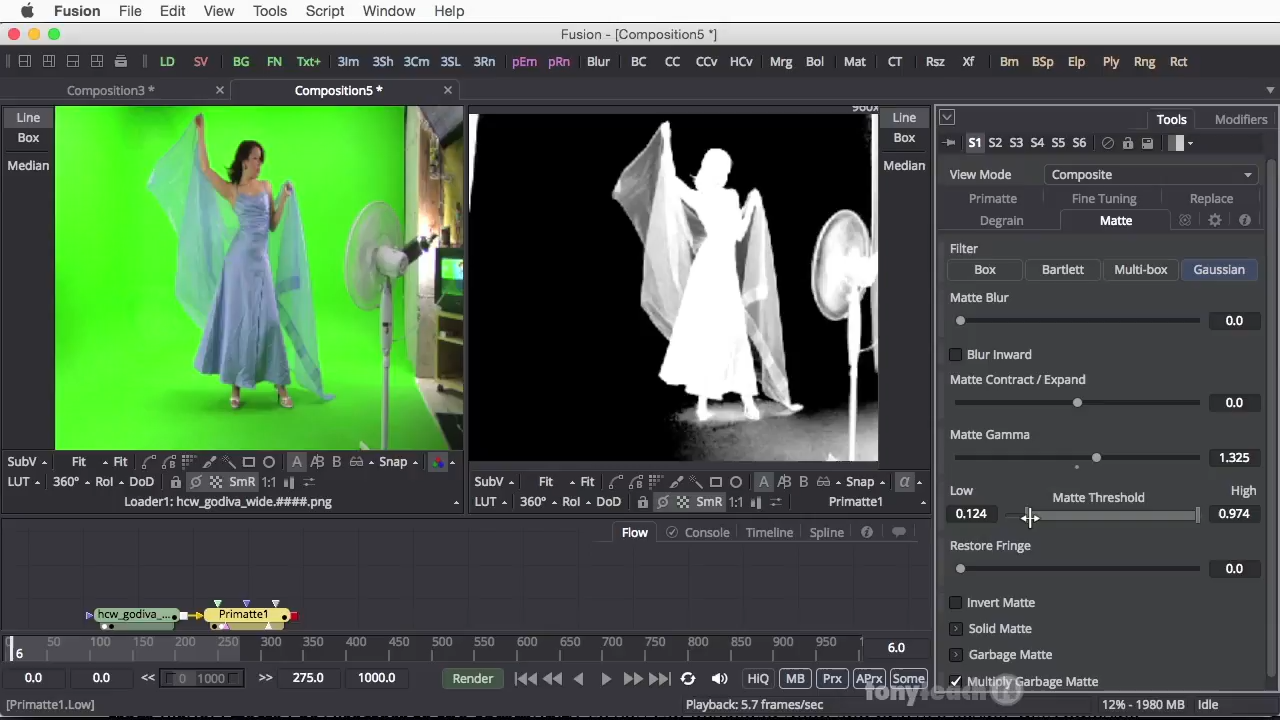 Fusion File Edit View Tools Script Window Help
Fusion - [Composition5 *]
LD SV BG FN Txt+ 3Im 3Sh 3Cm 3SL 3Rn pEm pRn Blur BC CC CCv HCv Mrg Bol Mat CT Rsz Xf Bm BSp Elp Ply Rng Rct
Composition3 * Composition5 *
Line
Box
Median
960x
Line
Box
Median
SubV Fit Fit A B Snap
LUT 360° RoI DoD SmR 1:1
Loader1: hcw_godiva_wide.####.png
SubV Fit Fit A B Snap α
LUT 360° RoI DoD SmR 1:1
Primatte1
Tools Modifiers
S1 S2 S3 S4 S5 S6
View Mode Composite
Primatte Fine Tuning Replace
Degrain Matte
Filter
Box Bartlett Multi-box Gaussian
Matte Blur
0.0
Blur Inward
Matte Contract / Expand
0.0
Matte Gamma
1.325
Low Matte Threshold High
0.124 0.974
Restore Fringe
0.0
Invert Matte
Solid Matte
Garbage Matte
Multiply Garbage Matte
Flow Console Timeline Spline
hcw_godiva_... Primatte1
50 100 150 200 250 300 350 400 450 500 550 600 650 700 750 800 850 900 950
6 6.0
0.0 0.0 << 0 1000 >> 275.0 1000.0 Render HiQ MB Prx APrx Some
tonyteach
[Primatte1.Low] Playback: 5.7 frames/sec 12% - 1980 MB Idle